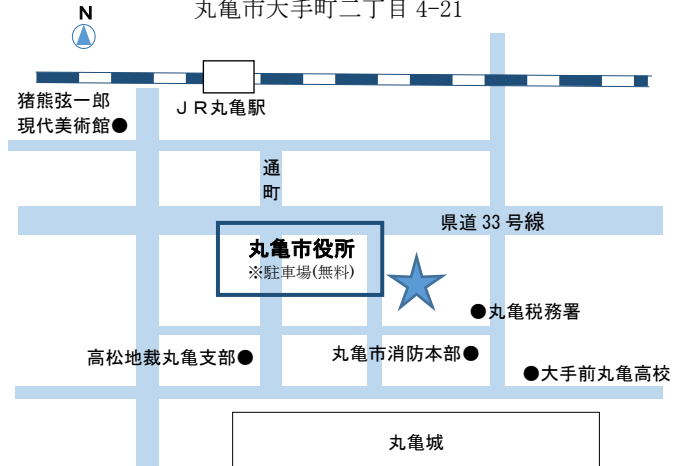 丸亀市大手町二丁目 4-21
N
ＪＲ丸亀駅
猪熊弦一郎
現代美術館●
通
町
県道 33 号線
丸亀市役所
※駐車場(無料)
●丸亀税務署
高松地裁丸亀支部●
丸亀市消防本部●
●大手前丸亀高校
丸亀城